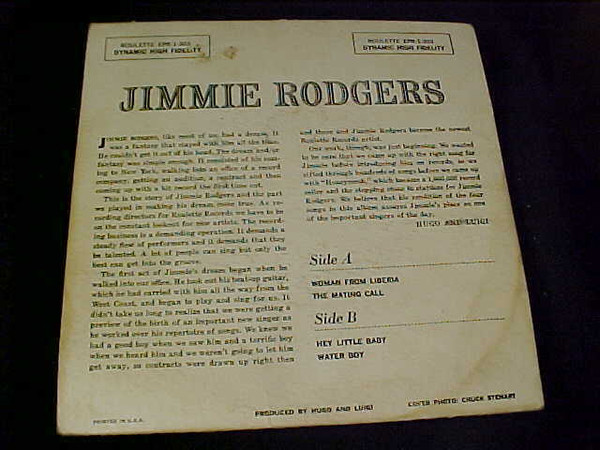 ROULETTE EPR-1-303
DYNAMIC HIGH FIDELITY
ROULETTE EPR-1-303
DYNAMIC HIGH FIDELITY
JIMMIE RODGERS
JIMMIE RODGERS, like most of us, had a dream. It
was a fantasy that stayed with him all the time.
He couldn't get it out of his head. The dream and/or
fantasy was simple enough. It consisted of his com-
ing to New York, walking into an office of a record
company, getting an audition, a contract and then
coming up with a hit record the first time out.
This is the story of Jimmie Rodgers and the part
we played in making his dream come true. As re-
cording directors for Roulette Records we have to be
on the constant lookout for new artists. The record-
ing business is a demanding operation. It demands a
steady flow of performers and it demands that they
be talented. A lot of people can sing but only the
best can get into the groove.
The first act of Jimmie's dream began when he
walked into our office. He took out his beat-up guitar,
which he had carried with him all the way from the
West Coast, and began to play and sing for us. It
didn't take us long to realize that we were getting a
preview of the birth of an important new singer as
he worked over his repertoire of songs. We knew we
had a good boy when we saw him and a terrific boy
when we heard him and we weren't going to let him
get away, so contracts were drawn up right then
and there and Jimmie Rodgers became the newest
Roulette Records artist.
Our work, though, was just beginning. We wanted
to be sure that we came up with the right song for
Jimmie before introducing him on records, so we
sifted through hundreds of songs before we came up
with "Honeycomb," which became a 1,000,000 record
seller and the stepping stone to stardom for Jimmie
Rodgers. We believe that his rendition of the four
songs in this album assures Jimmie's place as one
of the important singers of the day.
HUGO AND LUIGI
Side A
WOMAN FROM LIBERIA
THE MATING CALL
Side B
HEY LITTLE BABY
WATER BOY
PRINTED IN U.S.A.
PRODUCED BY HUGO AND LUIGI
COVER PHOTO: CHUCK STEWART